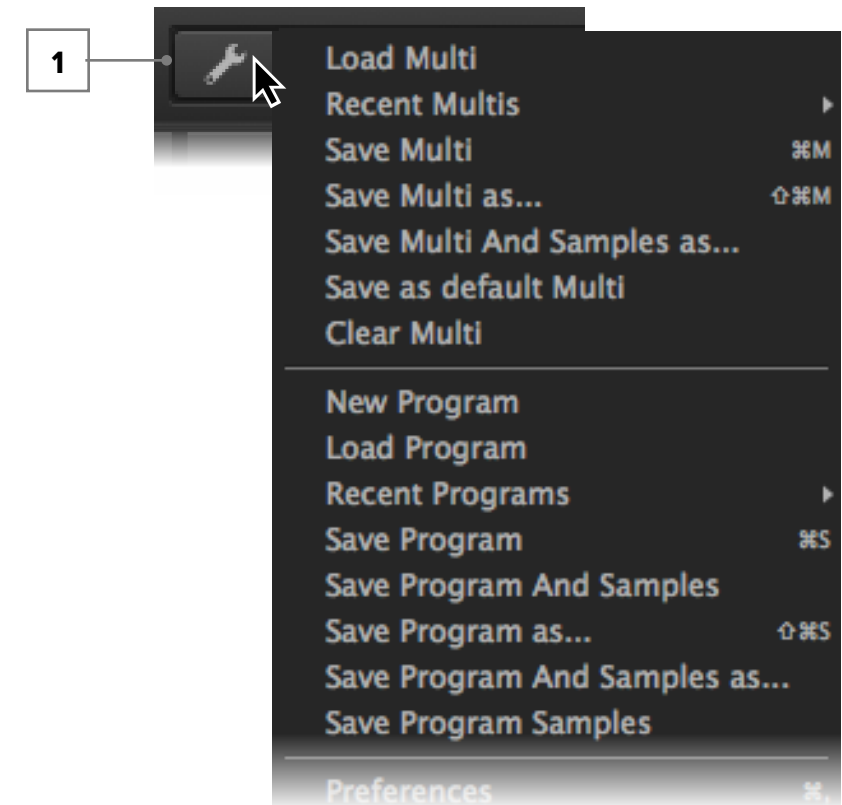 1
Load Multi
Recent Multis
Save Multi ⌘M
Save Multi as... ⇧⌘M
Save Multi And Samples as...
Save as default Multi
Clear Multi
New Program
Load Program
Recent Programs
Save Program ⌘S
Save Program And Samples
Save Program as... ⇧⌘S
Save Program And Samples as...
Save Program Samples
Preferences ⌘,